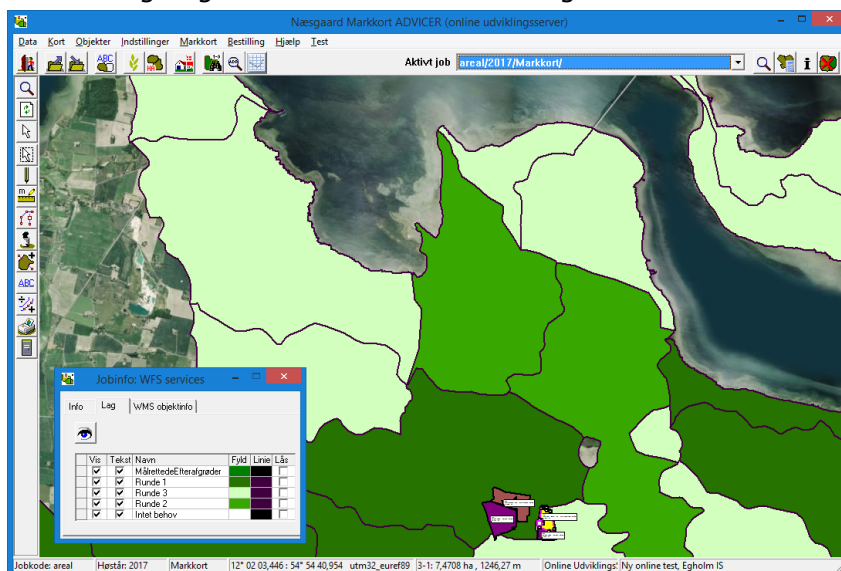 Næsgaard Markkort ADVICER (online udviklingsserver)
Data Kort Objekter Indstillinger Markkort Bestilling Hjælp Test
Aktivt job areal/2017/Markkort/
ABC
Jobinfo: WFS services
Info Lag WMS objektinfo
Vis Tekst Navn Fyld Linie Lås
MålrettedeEfterafgrøder
Runde 1
Runde 3
Runde 2
Intet behov
Jobkode: areal Høstår: 2017 Markkort 12° 02 03,446 : 54° 54 40,954 utm32_euref89 3-1: 7,4708 ha , 1246,27 m Online Udviklings Ny online test, Egholm IS